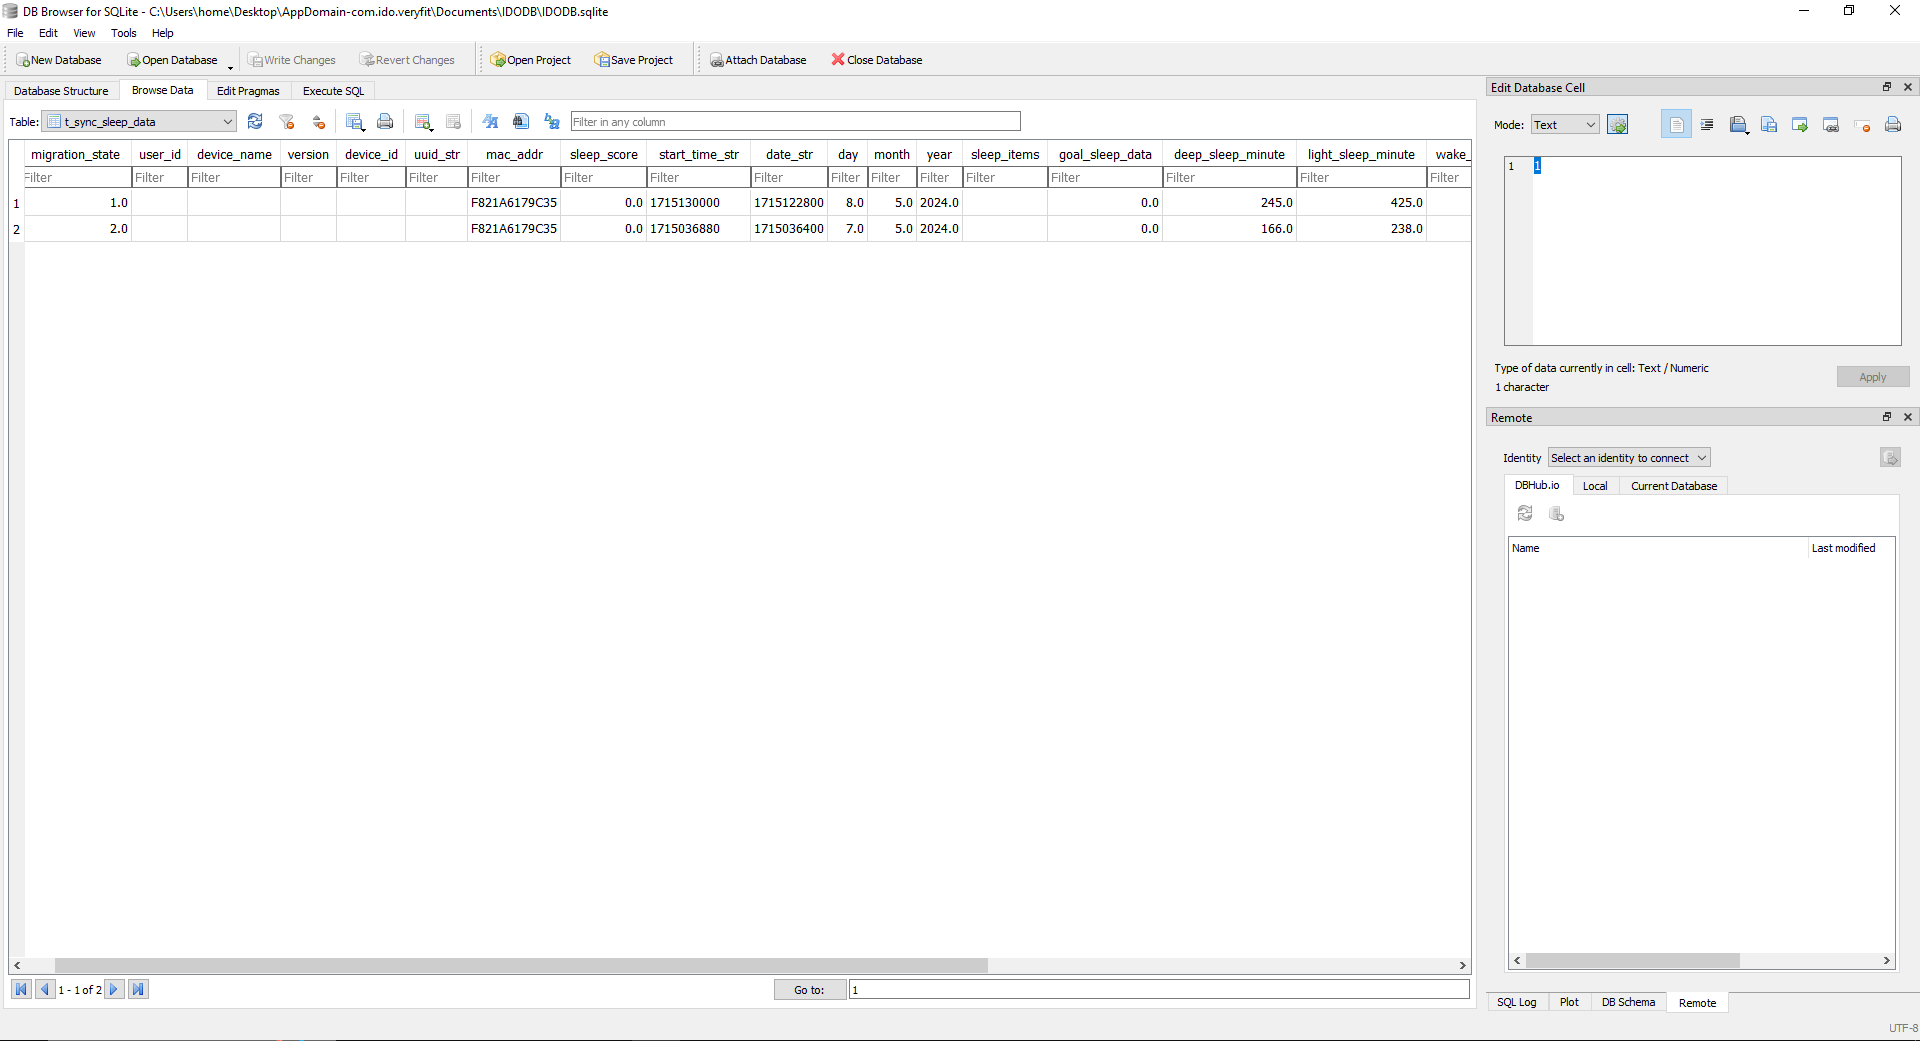 DB Browser for SQLite - C:\Users\home\Desktop\AppDomain-com.ido.veryfit\Documents\IDODB\IDODB.sqlite
File Edit View Tools Help
New Database Open Database Write Changes Revert Changes Open Project Save Project Attach Database Close Database
Database Structure Browse Data Edit Pragmas Execute SQL
Table: t_sync_sleep_data Filter in any column
migration_state user_id device_name version device_id uuid_str mac_addr sleep_score start_time_str date_str day month year sleep_items goal_sleep_data deep_sleep_minute light_sleep_minute wake_
Filter Filter Filter Filter Filter Filter Filter Filter Filter Filter Filter Filter Filter Filter Filter Filter Filter Filter
1 1.0 F821A6179C35 0.0 1715130000 1715122800 8.0 5.0 2024.0 0.0 245.0 425.0
2 2.0 F821A6179C35 0.0 1715036880 1715036400 7.0 5.0 2024.0 0.0 166.0 238.0
1 - 1 of 2 Go to: 1
Edit Database Cell
Mode: Text
1 1
Type of data currently in cell: Text / Numeric
1 character
Apply
Remote
Identity Select an identity to connect
DBHub.io Local Current Database
Name Last modified
SQL Log Plot DB Schema Remote
UTF-8